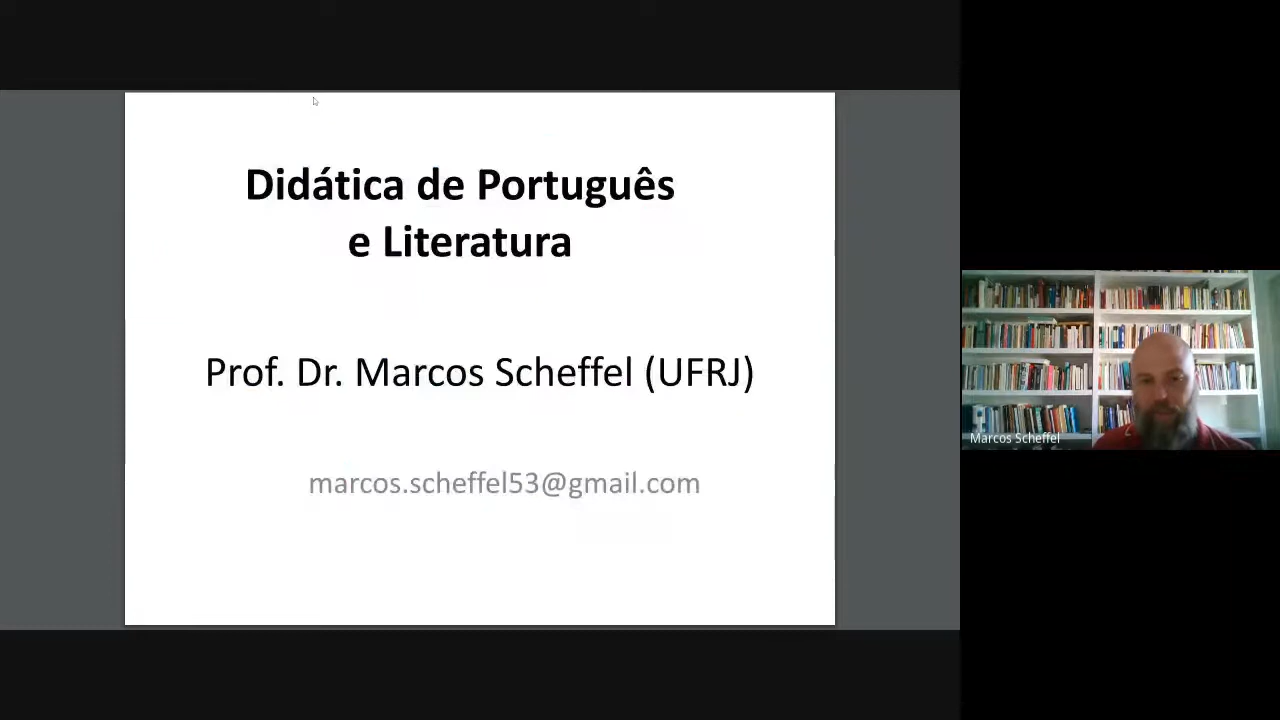 Didática de Português
e Literatura
Prof. Dr. Marcos Scheffel (UFRJ)
marcos.scheffel53@gmail.com
Marcos Scheffel